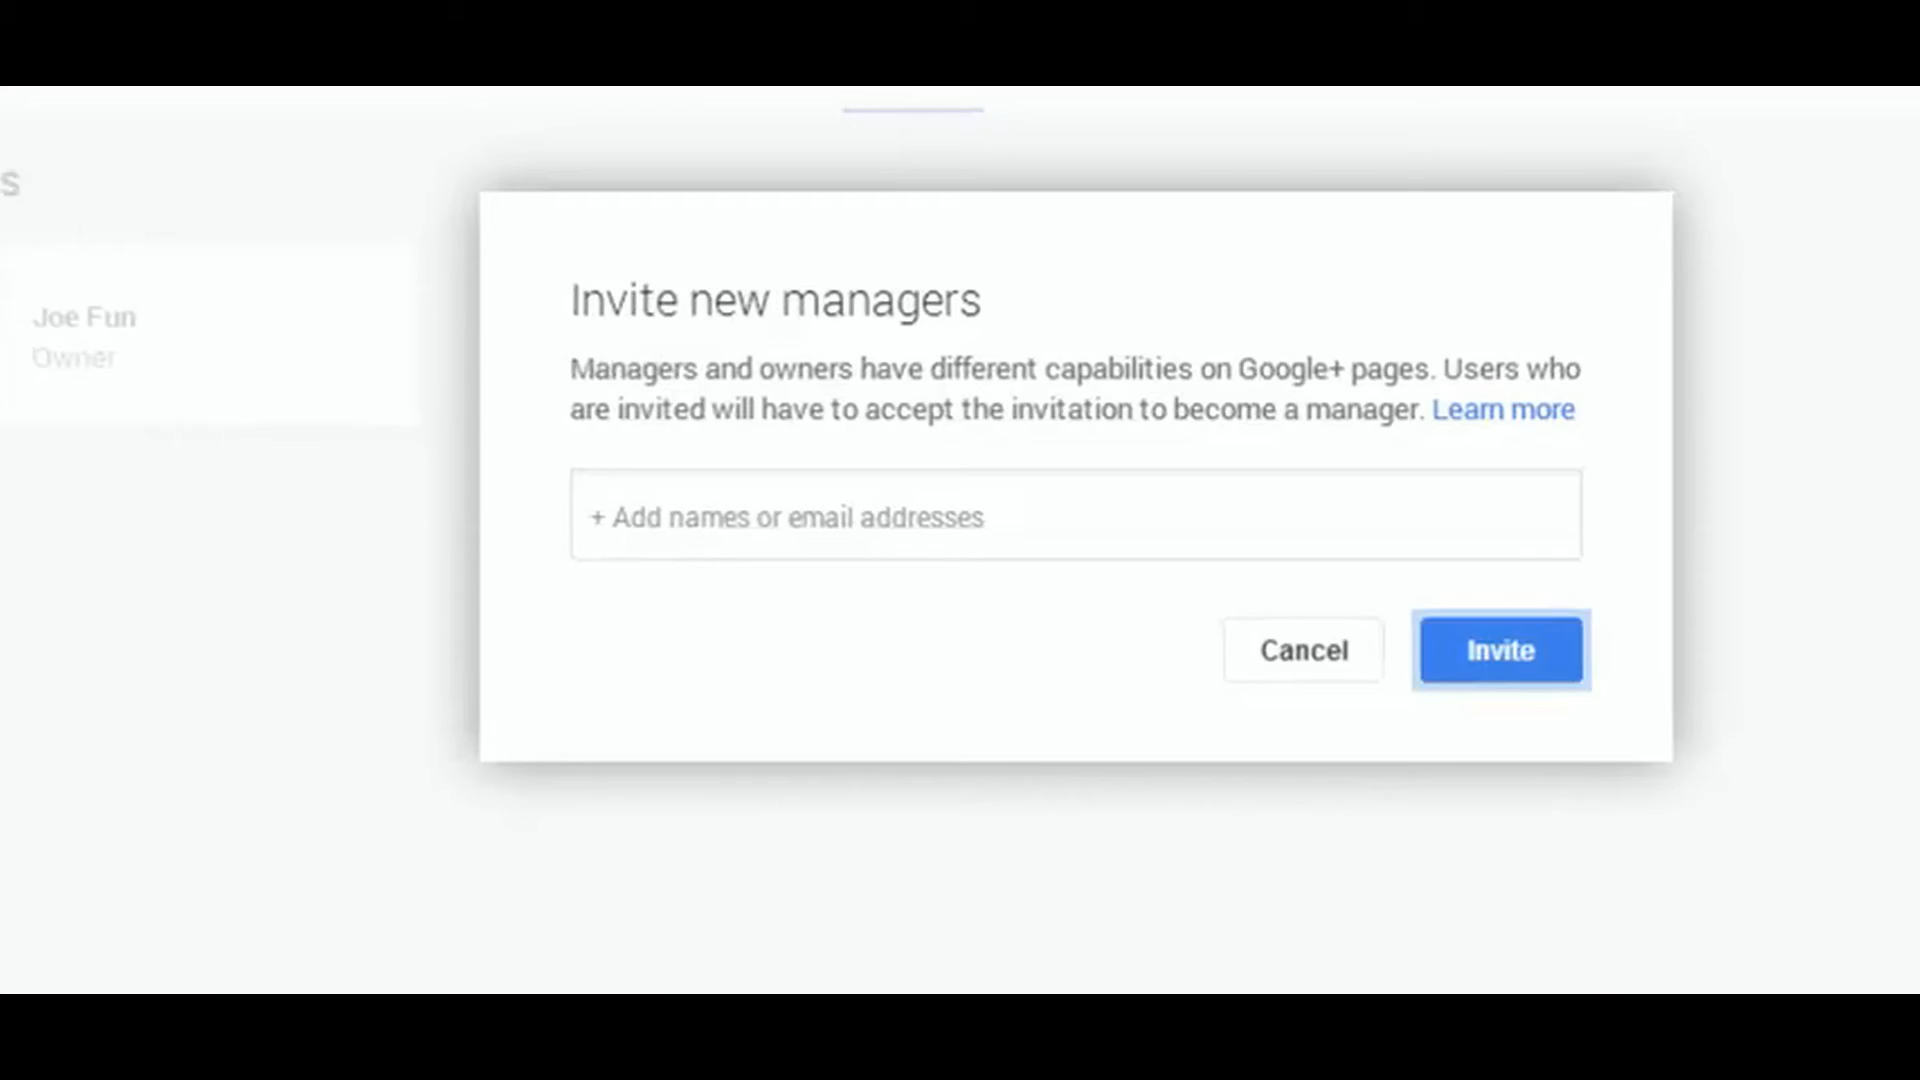 s
Joe Fun
Owner
Invite new managers
Managers and owners have different capabilities on Google+ pages. Users who
are invited will have to accept the invitation to become a manager. Learn more
+ Add names or email addresses
Cancel
Invite